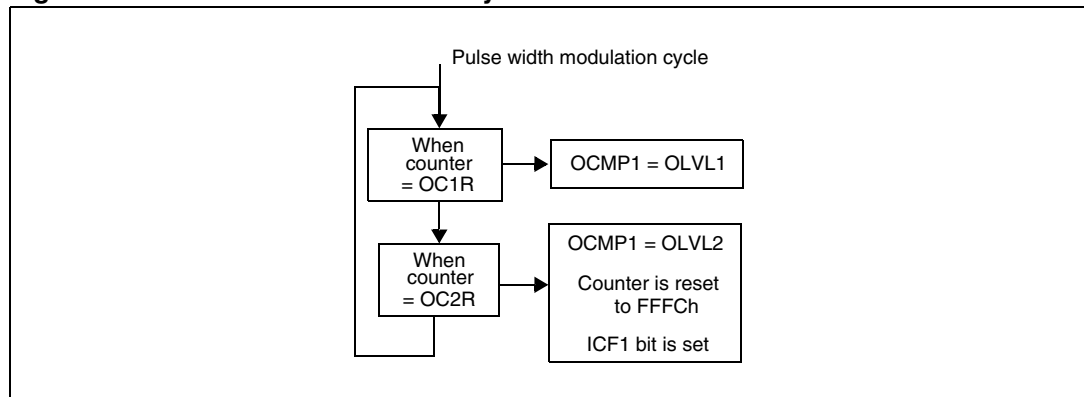 Pulse width modulation cycle
When
counter
= OC1R
OCMP1 = OLVL1
When
counter
= OC2R
OCMP1 = OLVL2
Counter is reset
to FFFCh
ICF1 bit is set